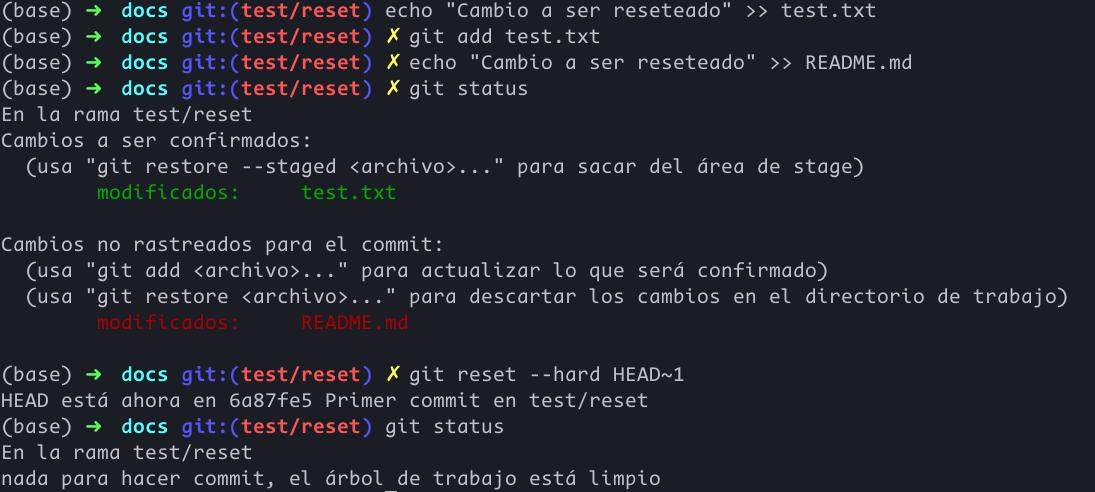 (base) ➜ docs git:(test/reset) echo "Cambio a ser reseteado" >> test.txt
(base) ➜ docs git:(test/reset) ✗ git add test.txt
(base) ➜ docs git:(test/reset) ✗ echo "Cambio a ser reseteado" >> README.md
(base) ➜ docs git:(test/reset) ✗ git status
En la rama test/reset
Cambios a ser confirmados:
  (usa "git restore --staged <archivo>..." para sacar del área de stage)
        modificados:     test.txt

Cambios no rastreados para el commit:
  (usa "git add <archivo>..." para actualizar lo que será confirmado)
  (usa "git restore <archivo>..." para descartar los cambios en el directorio de trabajo)
        modificados:     README.md

(base) ➜ docs git:(test/reset) ✗ git reset --hard HEAD~1
HEAD está ahora en 6a87fe5 Primer commit en test/reset
(base) ➜ docs git:(test/reset) git status
En la rama test/reset
nada para hacer commit, el árbol de trabajo está limpio